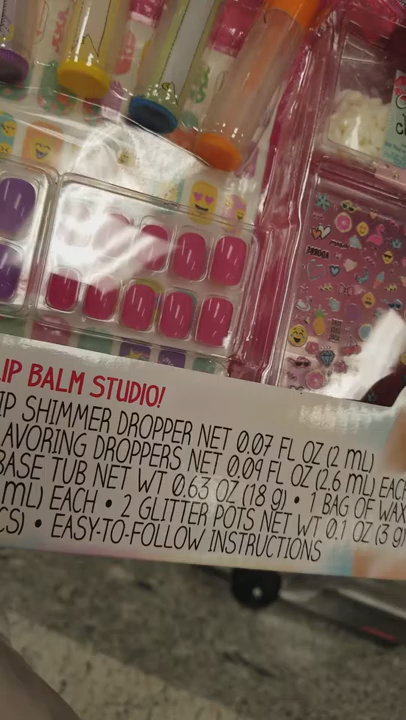 LIP BALM STUDIO!
IP SHIMMER DROPPER NET 0.07 FL OZ (2 mL)
AVORING DROPPERS NET 0.09 FL OZ (2.6 mL) EACH
BASE TUB NET WT 0.63 OZ (18 g) • 1 BAG OF WAX
mL) EACH • 2 GLITTER POTS NET WT 0.1 OZ (3 g)
CS) • EASY-TO-FOLLOW INSTRUCTIONS